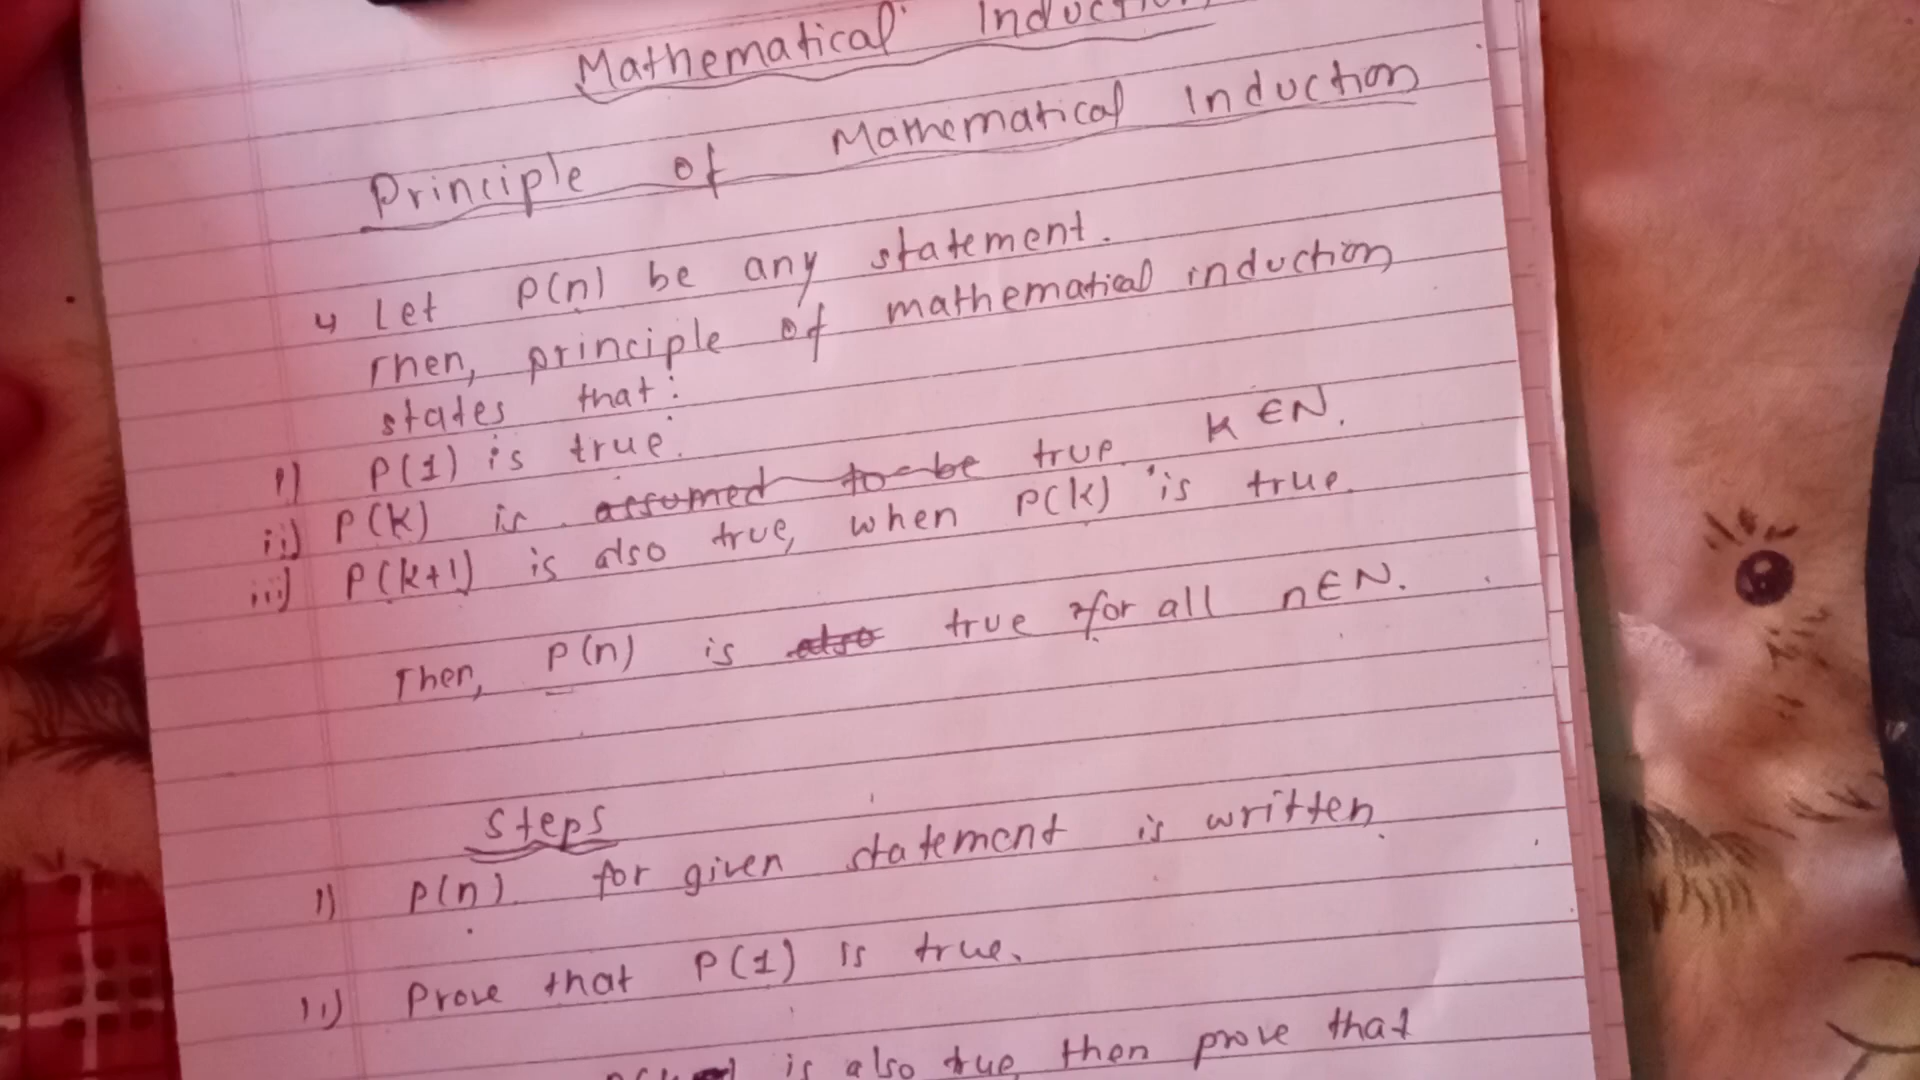 Mathematical Induction
Principle of Mathematical Induction
Let P(n) be any statement.
Then, principle of mathematical induction
states that:
i) P(1) is true.
ii) P(k) is assumed to be true k ∈ N.
iii) P(k+1) is also true, when P(k) is true.
Then, P(n) is also true for all n ∈ N.
Steps
i) P(n) for given statement is written.
ii) Prove that P(1) is true.
is also true then prove that